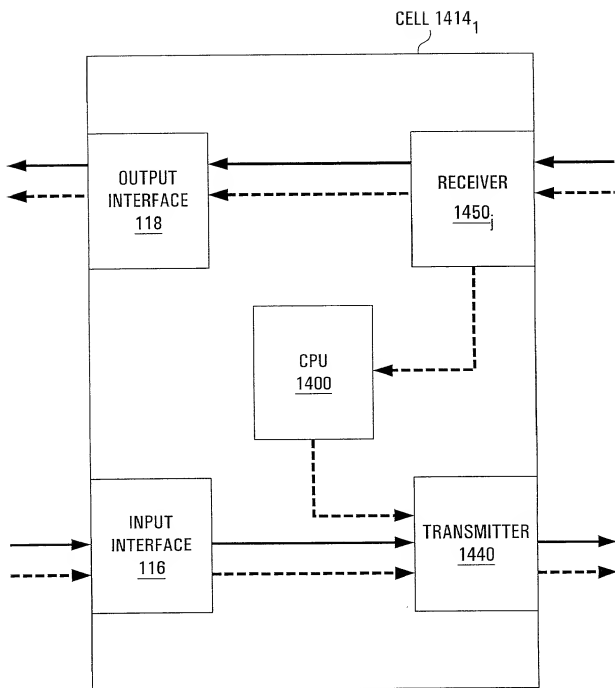 CELL 1414₁
OUTPUT
INTERFACE
118
RECEIVER
1450j
CPU
1400
INPUT
INTERFACE
116
TRANSMITTER
1440